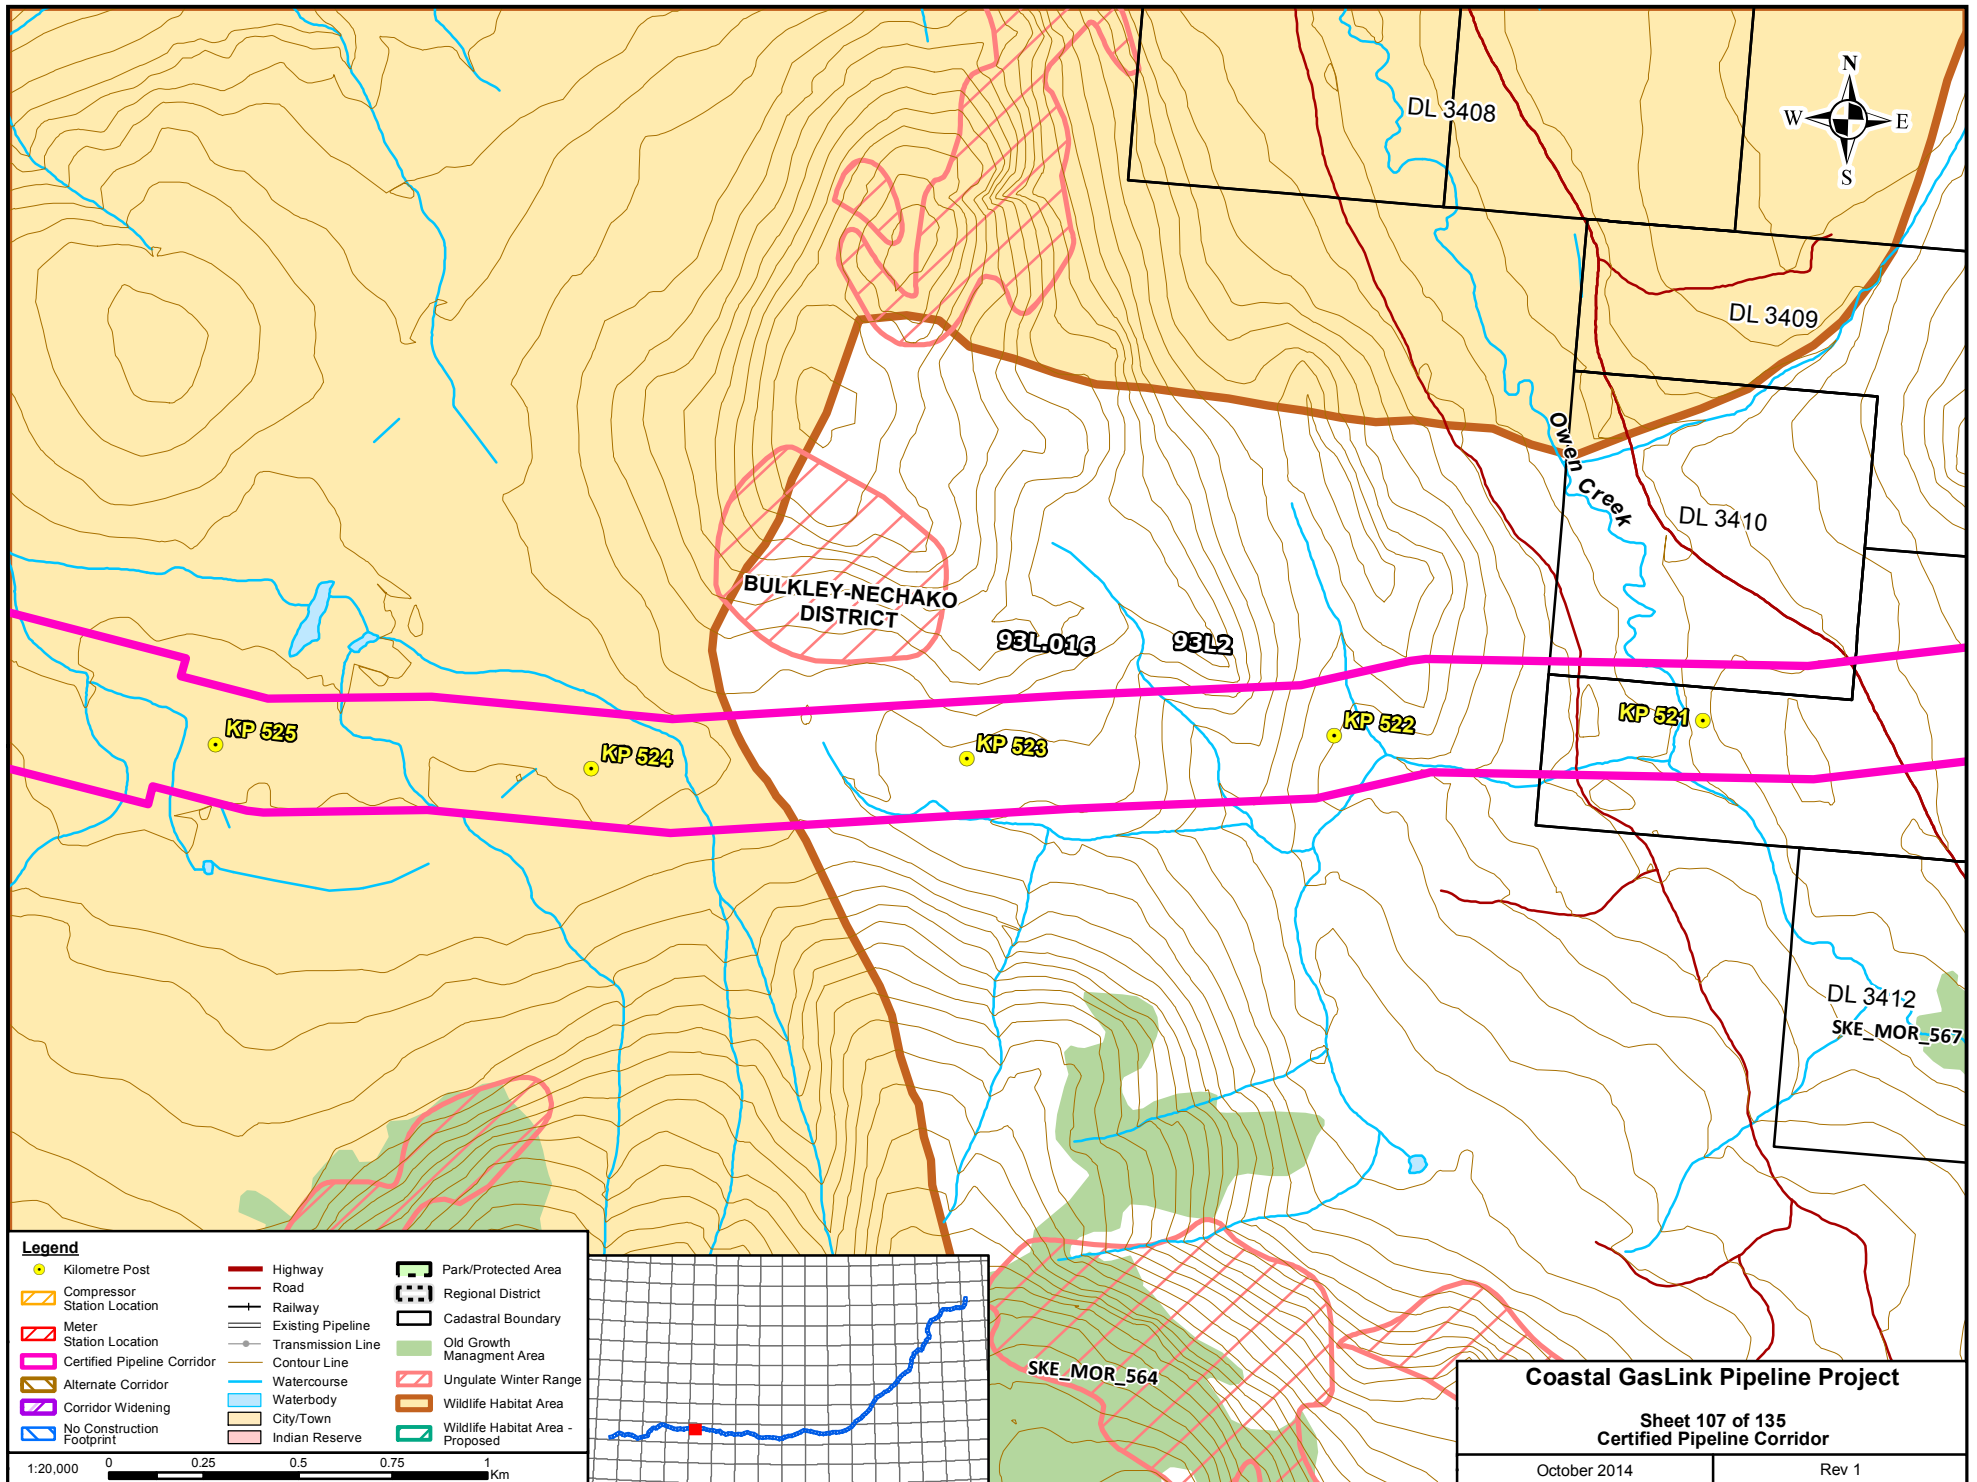 N
W E
S
DL 3408
DL 3409
Owen Creek
DL 3410
BULKLEY-NECHAKO
DISTRICT
93L.016
93L2
KP 525
KP 524
KP 523
KP 522
KP 521
DL 3412
SKE_MOR_567
SKE_MOR_564
Legend
Kilometre Post
Compressor
Station Location
Meter
Station Location
Certified Pipeline Corridor
Alternate Corridor
Corridor Widening
No Construction
Footprint
Highway
Road
Railway
Existing Pipeline
Transmission Line
Contour Line
Watercourse
Waterbody
City/Town
Indian Reserve
Park/Protected Area
Regional District
Cadastral Boundary
Old Growth
Managment Area
Ungulate Winter Range
Wildlife Habitat Area
Wildlife Habitat Area -
Proposed
1:20,000
0 0.25 0.5 0.75 1
Km
Coastal GasLink Pipeline Project
Sheet 107 of 135
Certified Pipeline Corridor
October 2014
Rev 1